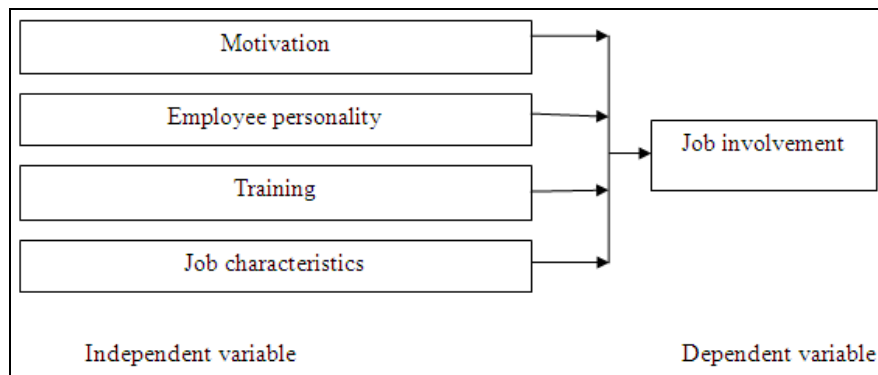 Motivation
Employee personality
Job involvement
Training
Job characteristics
Independent variable
Dependent variable